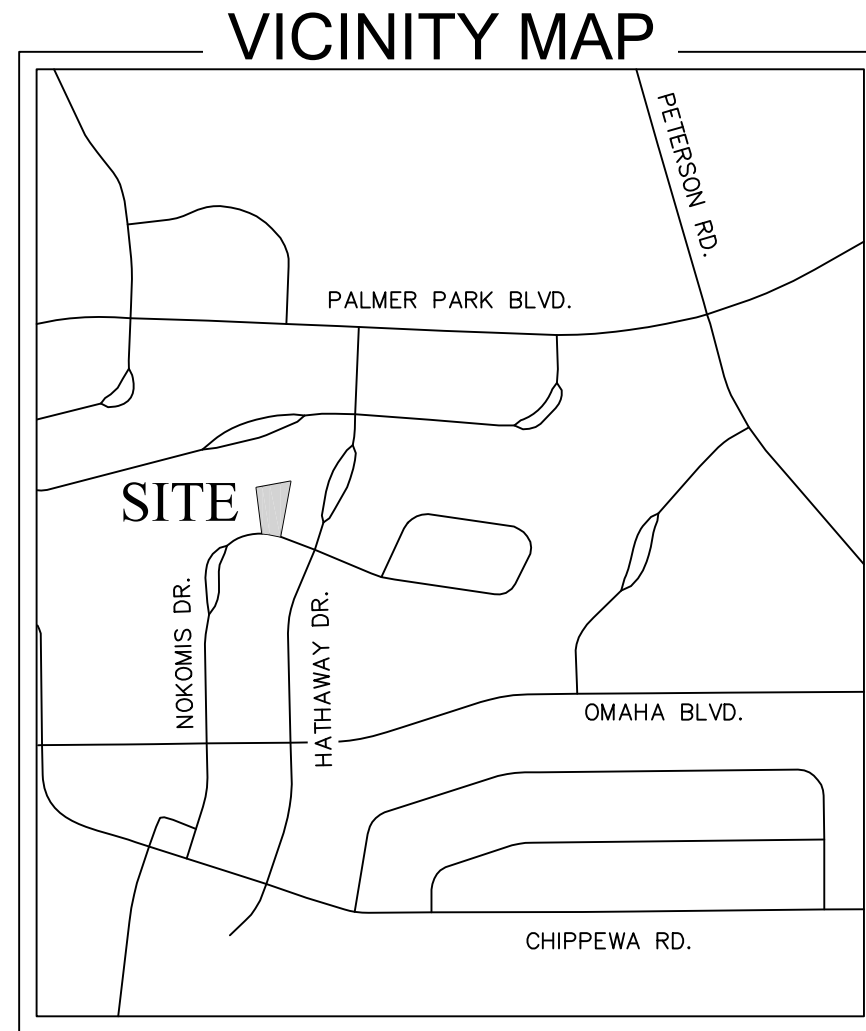 VICINITY MAP
PETERSON RD.
PALMER PARK BLVD.
SITE
NOKOMIS DR.
HATHAWAY DR.
OMAHA BLVD.
CHIPPEWA RD.